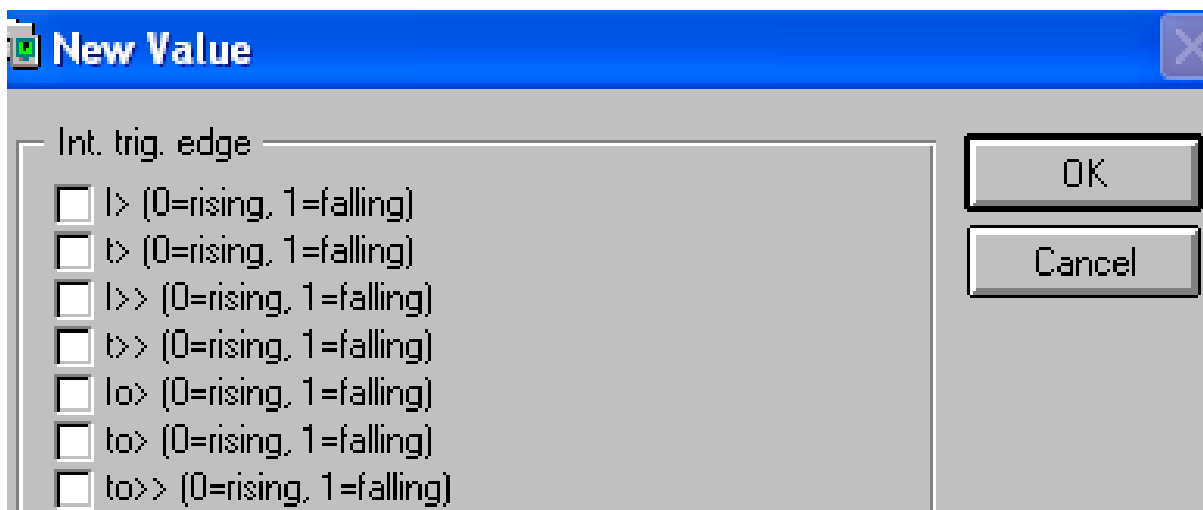 New Value
Int. trig. edge
I> (0=rising, 1=falling)
t> (0=rising, 1=falling)
I>> (0=rising, 1=falling)
t>> (0=rising, 1=falling)
Io> (0=rising, 1=falling)
to> (0=rising, 1=falling)
to>> (0=rising, 1=falling)
OK
Cancel